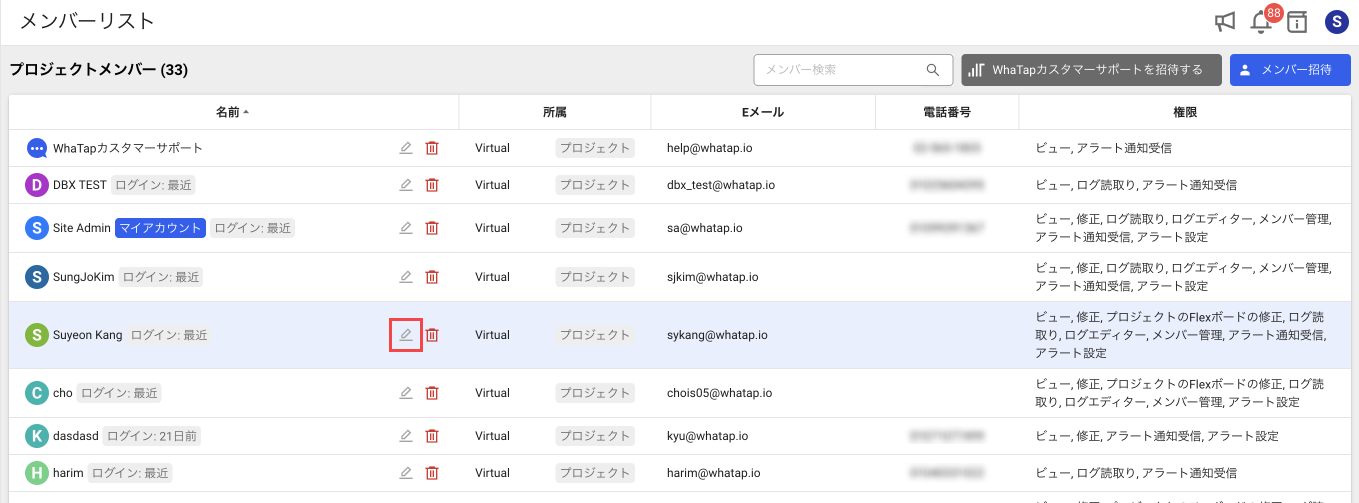 メンバーリスト
88
S
プロジェクトメンバー (33)
メンバー検索
WhaTapカスタマーサポートを招待する
メンバー招待
名前 所属 Eメール 電話番号 権限
WhaTapカスタマーサポート Virtual プロジェクト help@whatap.io ビュー, アラート通知受信
D DBX TEST ログイン: 最近 Virtual プロジェクト dbx_test@whatap.io ビュー, ログ読取り, アラート通知受信
S Site Admin マイアカウント ログイン: 最近 Virtual プロジェクト sa@whatap.io ビュー, 修正, ログ読取り, ログエディター, メンバー管理,
アラート通知受信, アラート設定
S SungJoKim ログイン: 最近 Virtual プロジェクト sjkim@whatap.io ビュー, 修正, ログ読取り, ログエディター, メンバー管理,
アラート通知受信, アラート設定
S Suyeon Kang ログイン: 最近 Virtual プロジェクト sykang@whatap.io ビュー, 修正, プロジェクトのFlexボードの修正, ログ読
取り, ログエディター, メンバー管理, アラート通知受信,
アラート設定
C cho ログイン: 最近 Virtual プロジェクト chois05@whatap.io ビュー, 修正, プロジェクトのFlexボードの修正, ログ読
取り, ログエディター, メンバー管理, アラート設定
K dasdasd ログイン: 21日前 Virtual プロジェクト kyu@whatap.io ビュー, 修正, アラート通知受信, アラート設定
H harim ログイン: 最近 Virtual プロジェクト harim@whatap.io ビュー, ログ読取り, アラート通知受信